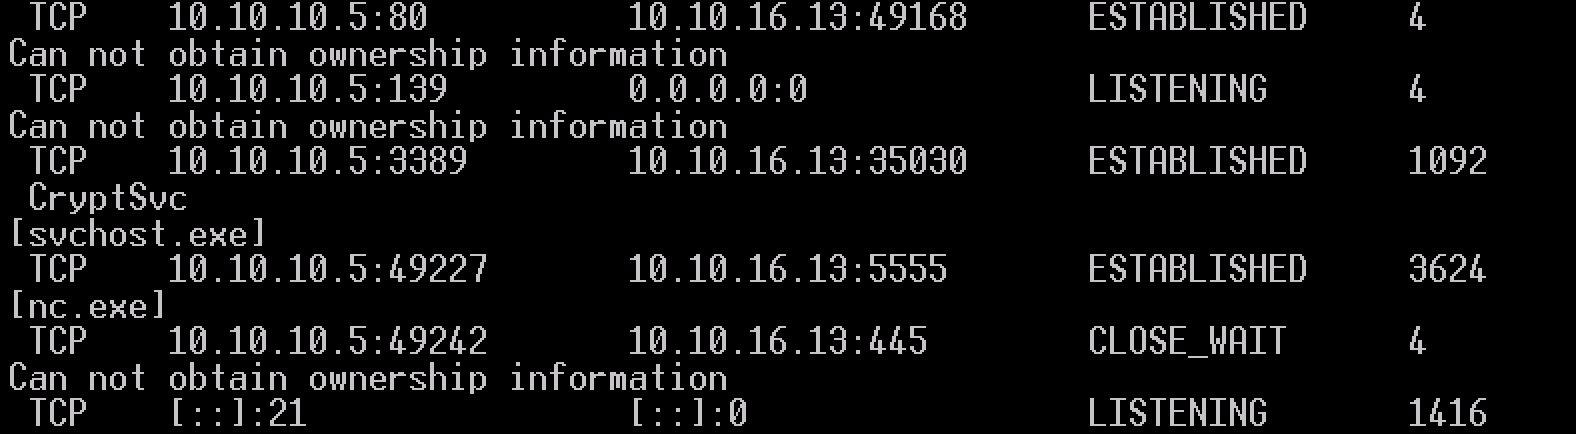 TCP 10.10.10.5:80 10.10.16.13:49168 ESTABLISHED 4
Can not obtain ownership information
TCP 10.10.10.5:139 0.0.0.0:0 LISTENING 4
Can not obtain ownership information
TCP 10.10.10.5:3389 10.10.16.13:35030 ESTABLISHED 1092
CryptSvc
[svchost.exe]
TCP 10.10.10.5:49227 10.10.16.13:5555 ESTABLISHED 3624
[nc.exe]
TCP 10.10.10.5:49242 10.10.16.13:445 CLOSE_WAIT 4
Can not obtain ownership information
TCP [::]:21 [::]:0 LISTENING 1416